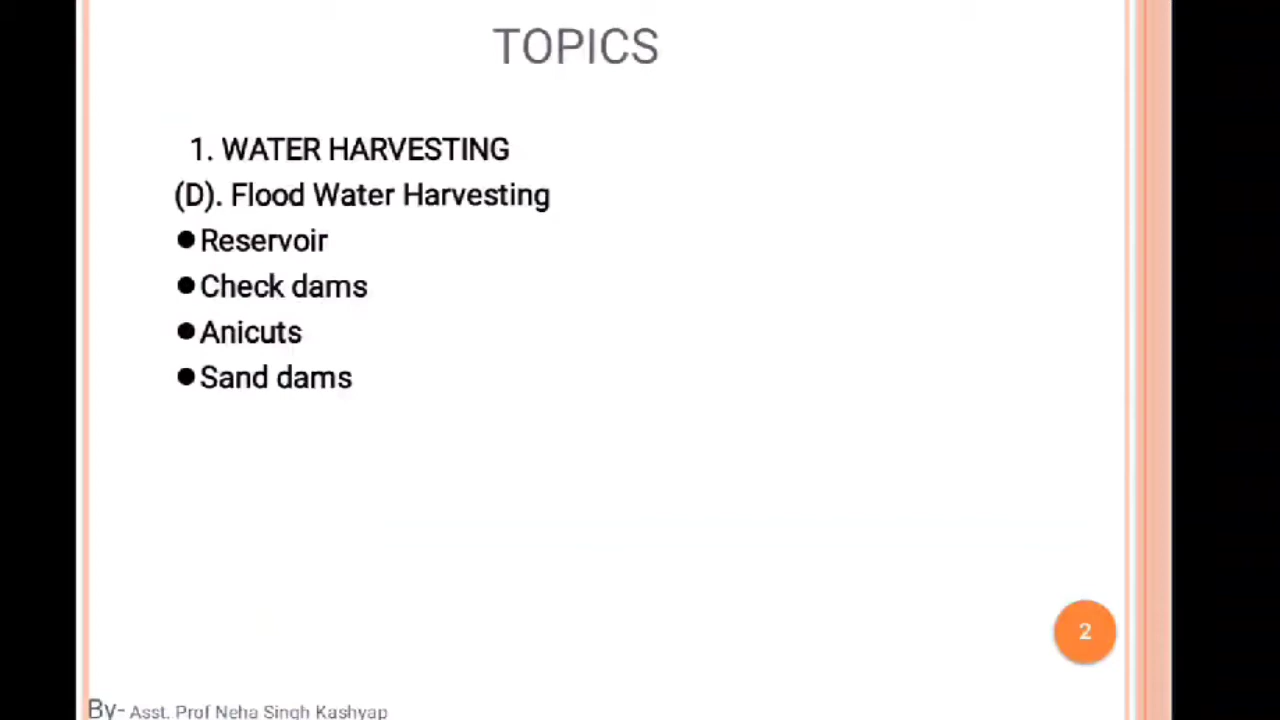 TOPICS
1. WATER HARVESTING
(D). Flood Water Harvesting
●Reservoir
●Check dams
●Anicuts
●Sand dams
2
By- Asst. Prof Neha Singh Kashyap